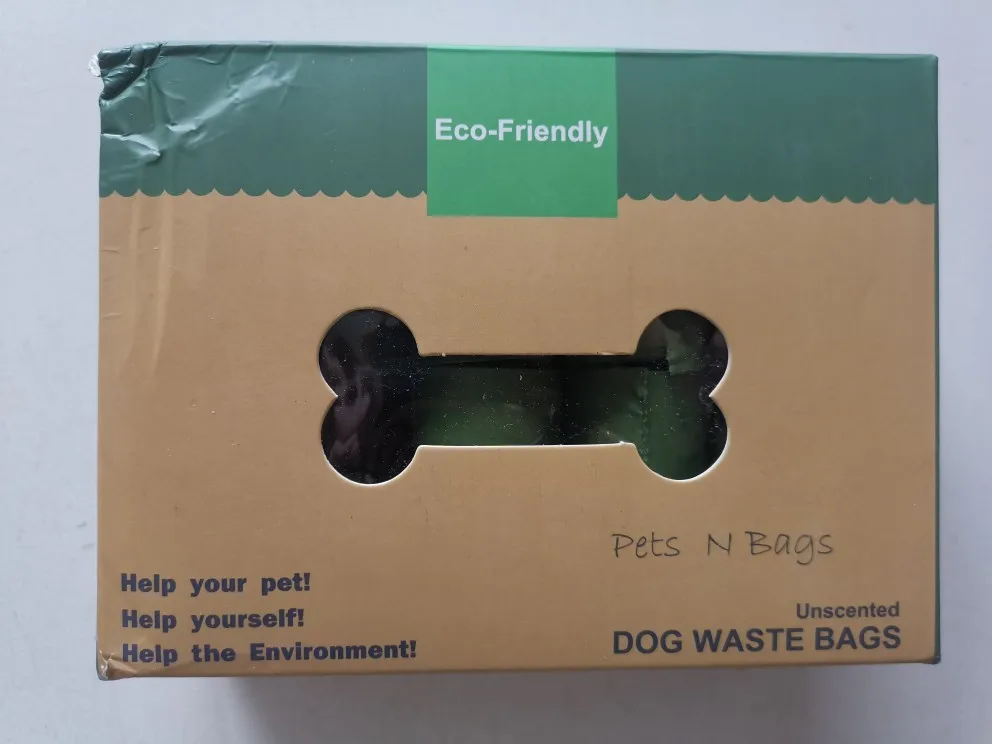 Eco-Friendly
Pets N Bags
Help your pet!
Help yourself!
Help the Environment!
Unscented
DOG WASTE BAGS